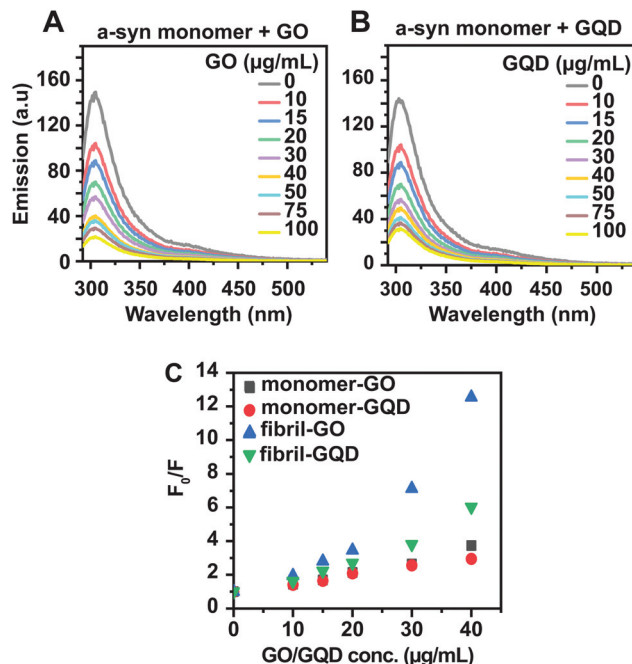 A
a-syn monomer + GO
GO (µg/mL)
0
10
15
20
30
40
50
75
100
160
120
80
40
0
Emission (a.u)
300 350 400 450 500
Wavelength (nm)
B
a-syn monomer + GQD
GQD (µg/mL)
0
10
15
20
30
40
50
75
100
160
120
80
40
0
300 350 400 450 500
Wavelength (nm)
C
monomer-GO
monomer-GQD
fibril-GO
fibril-GQD
14
12
10
8
6
4
2
0
F0/F
0 10 20 30 40
GO/GQD conc. (µg/mL)